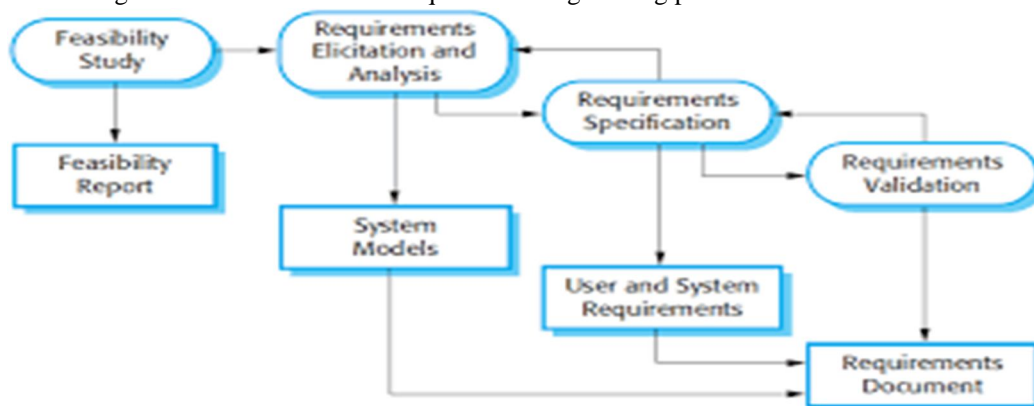 Feasibility
Study
Requirements
Elicitation and
Analysis
Requirements
Specification
Requirements
Validation
Feasibility
Report
System
Models
User and System
Requirements
Requirements
Document